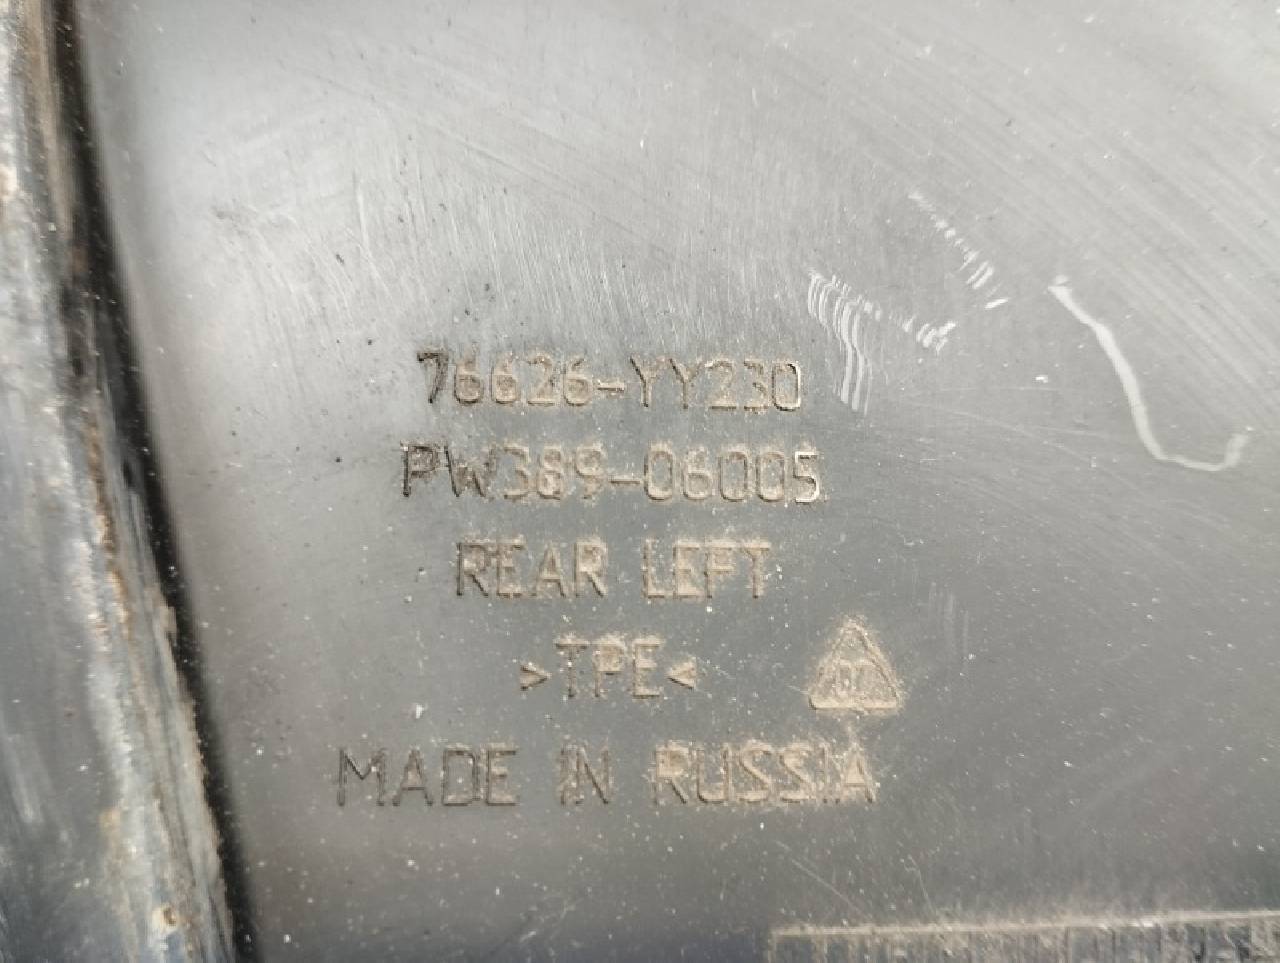 76626-YY230
PW389-06005
REAR LEFT
>TPE<
MADE IN RUSSIA